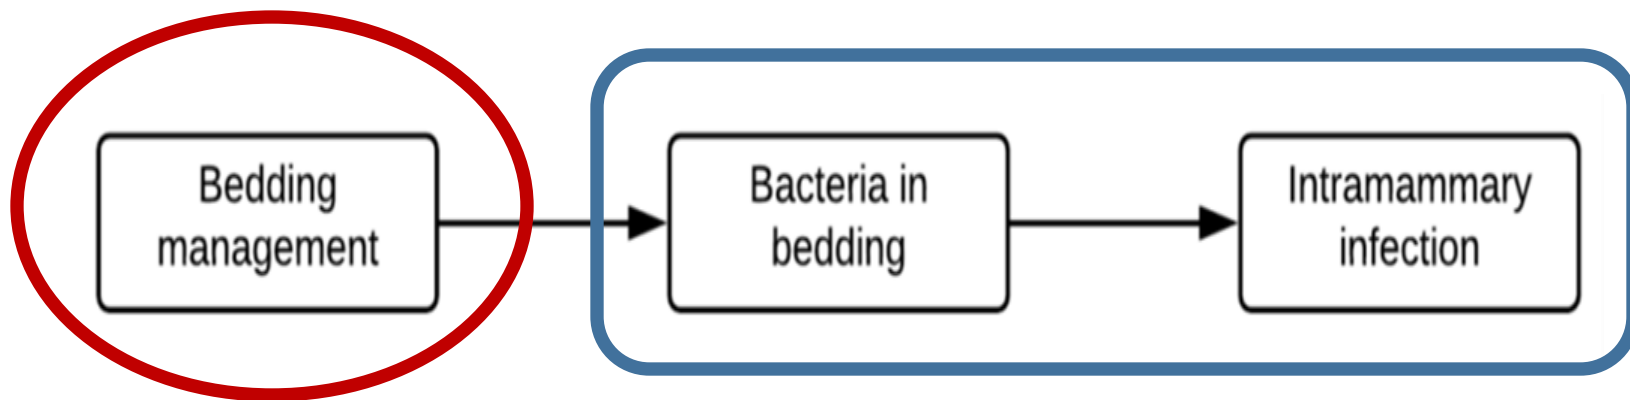 Bedding
management
Bacteria in
bedding
Intramammary
infection